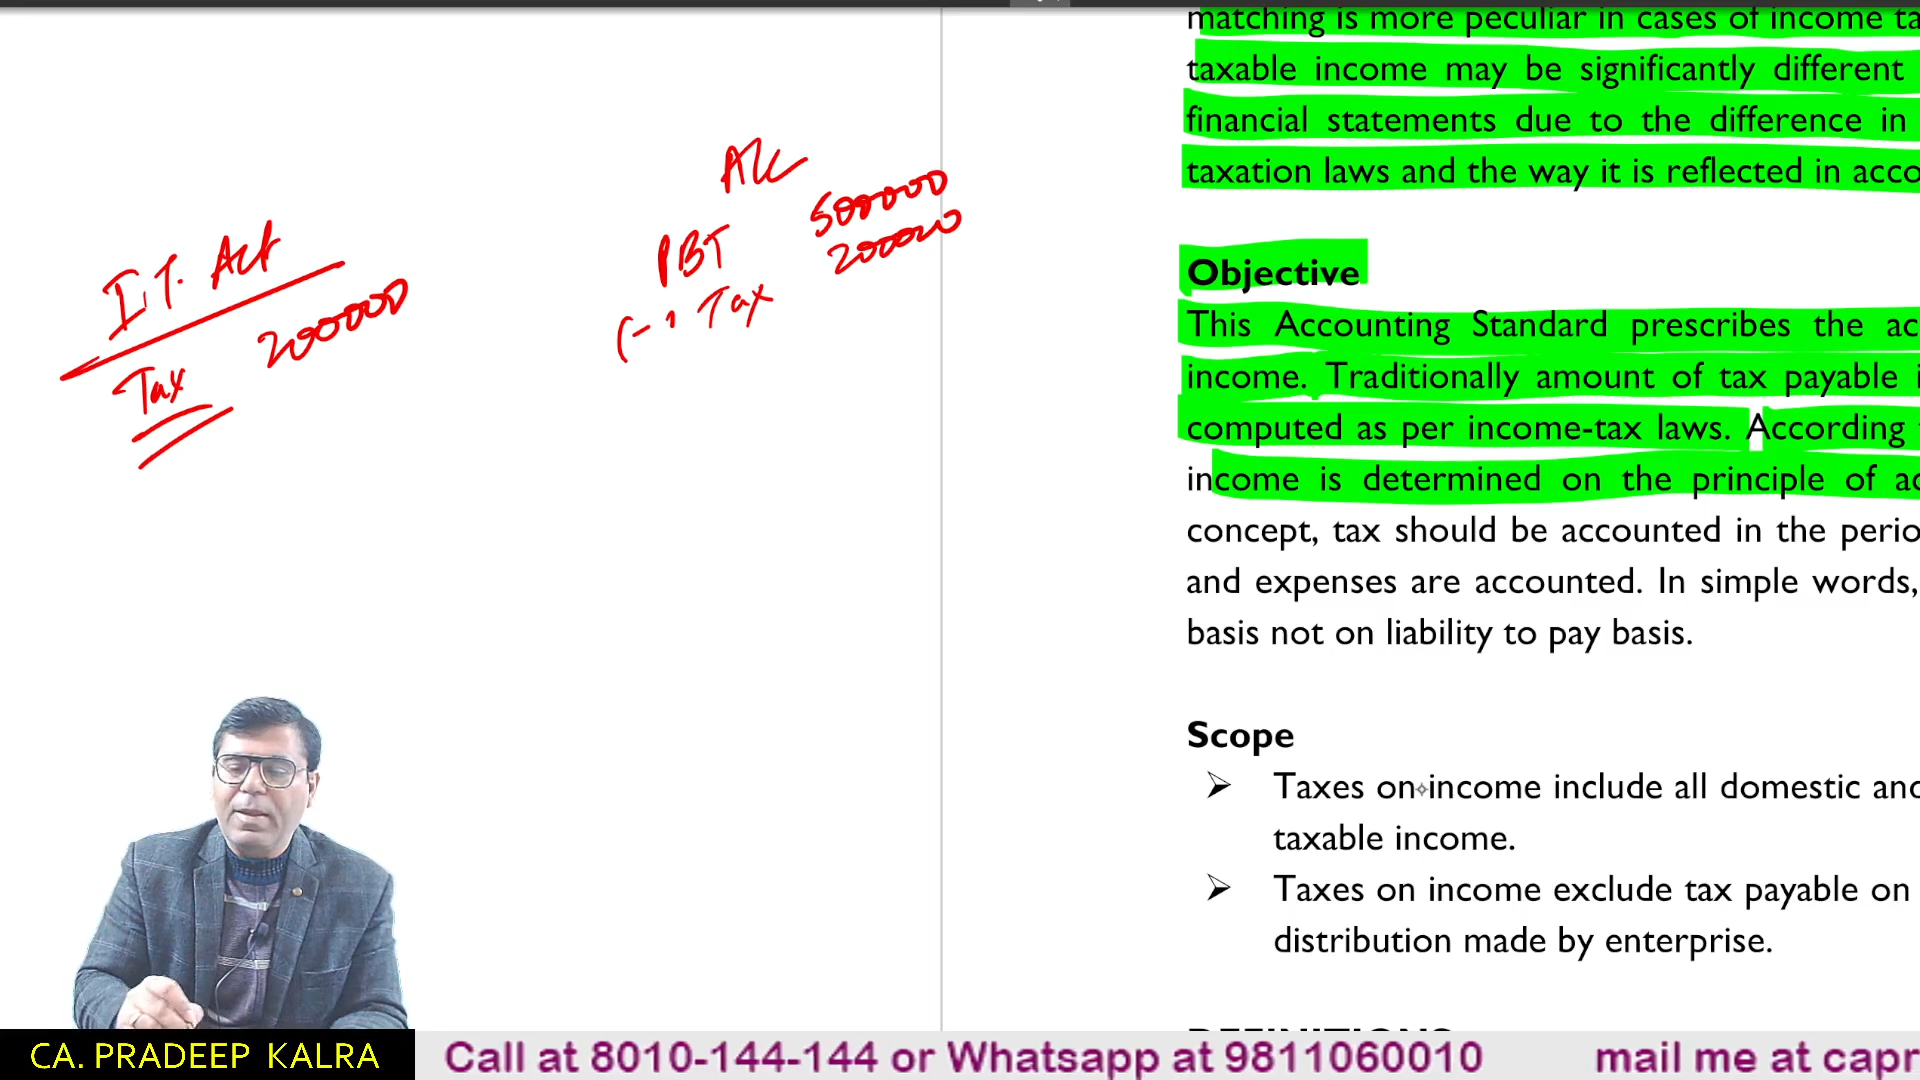 I.T. Act
Tax 200000
A/c
PBT 500000
(-) Tax 200000
matching is more peculiar in cases of income ta
taxable income may be significantly different
financial statements due to the difference in
taxation laws and the way it is reflected in acco
Objective
This Accounting Standard prescribes the ac
income. Traditionally amount of tax payable i
computed as per income-tax laws. According
income is determined on the principle of ac
concept, tax should be accounted in the perio
and expenses are accounted. In simple words,
basis not on liability to pay basis.
Scope
➢ Taxes on income include all domestic and
taxable income.
➢ Taxes on income exclude tax payable on
distribution made by enterprise.
DEFINITIONS
CA. PRADEEP KALRA
Call at 8010-144-144 or Whatsapp at 9811060010 mail me at capr